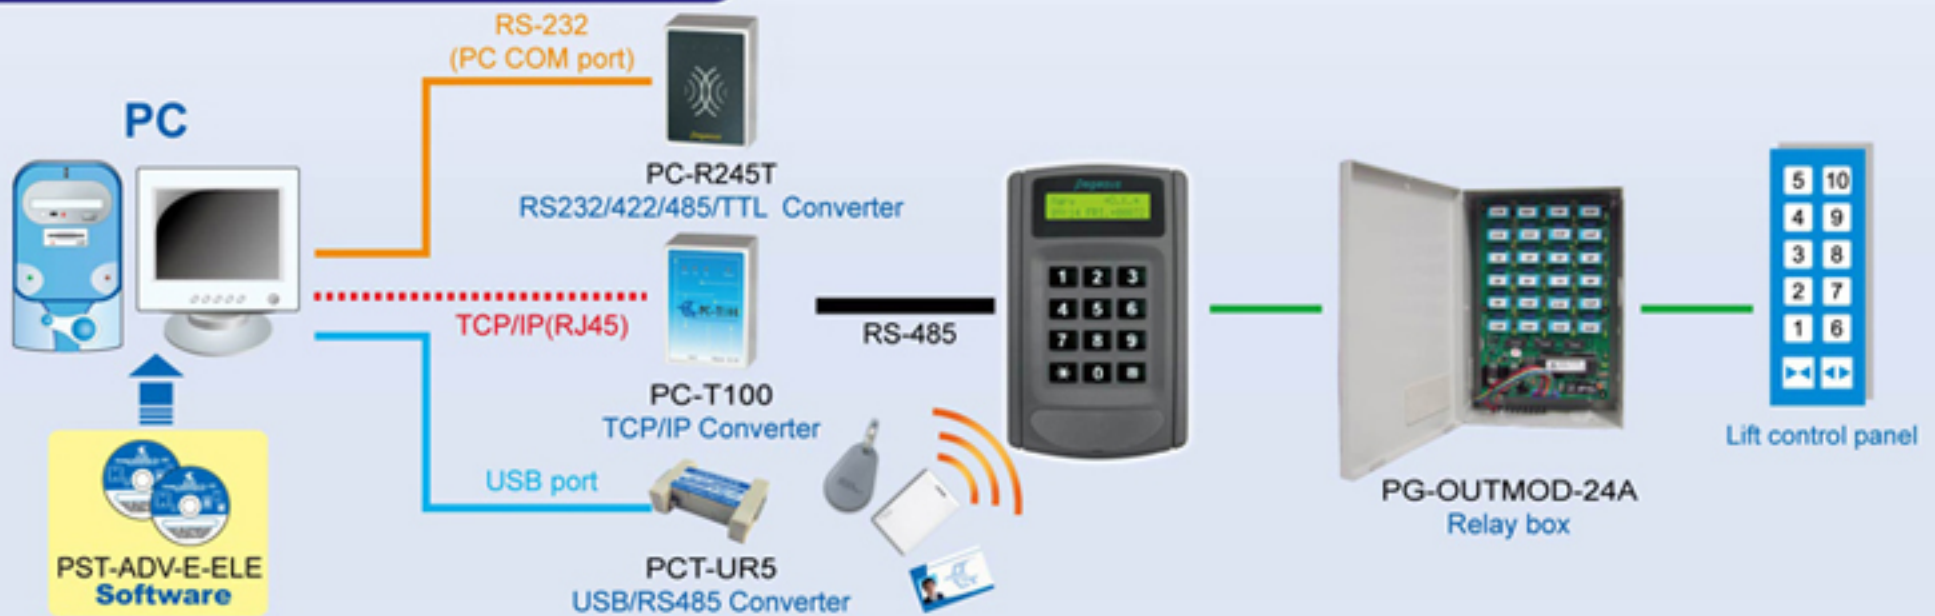 RS-232
(PC COM port)
PC
PC-R245T
RS232/422/485/TTL Converter
TCP/IP(RJ45)
PC-T100
PC-T100
TCP/IP Converter
USB port
PCT-UR5
USB/RS485 Converter
PST-ADV-E-ELE
Software
RS-485
1 2 3
4 5 6
7 8 9
0
PG-OUTMOD-24A
Relay box
5 10
4 9
3 8
2 7
1 6
Lift control panel